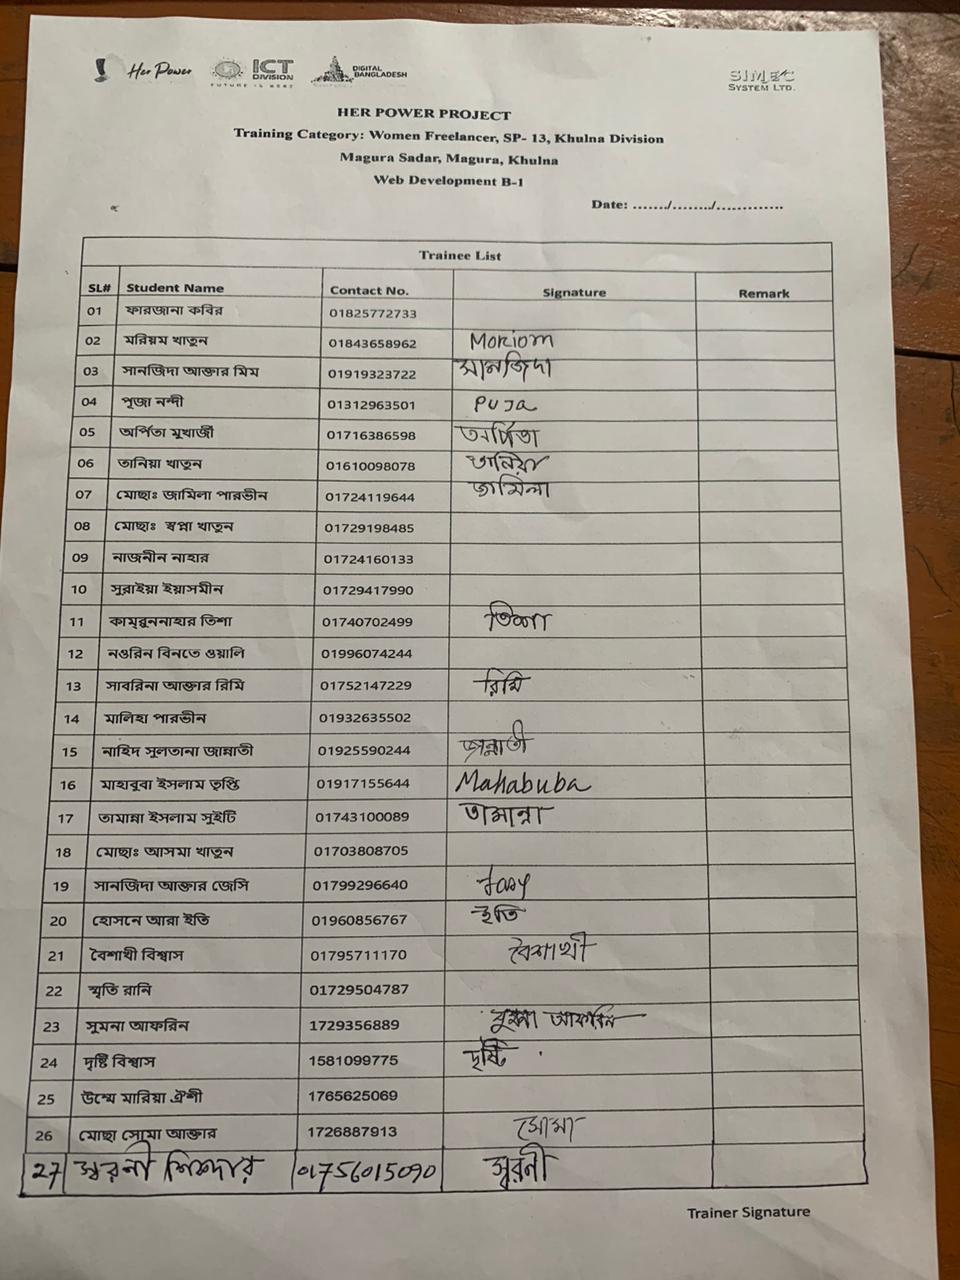 Her Power ICT DIVISION DIGITAL BANGLADESH SIMEC SYSTEM LTD.
FUTURE IS HERE
HER POWER PROJECT
Training Category: Women Freelancer, SP- 13, Khulna Division
Magura Sadar, Magura, Khulna
Web Development B-1
Date: ......./......../.............
Trainee List
SL# Student Name Contact No. Signature Remark
01 ফারজানা কবির 01825772733
02 মরিয়ম খাতুন 01843658962 Moriom
03 সানজিদা আক্তার মিম 01919323722 সানজিদা
04 পূজা নন্দী 01312963501 Puja
05 অর্পিতা মুখার্জী 01716386598 অর্পিতা
06 তানিয়া খাতুন 01610098078 তানিয়া
07 মোছাঃ জামিলা পারভীন 01724119644 জামিলা
08 মোছাঃ স্বপ্না খাতুন 01729198485
09 নাজনীন নাহার 01724160133
10 সুরাইয়া ইয়াসমীন 01729417990
11 কামরুননাহার তিশা 01740702499 তিশা
12 নওরিন বিনতে ওয়ালি 01996074244
13 সাবরিনা আক্তার রিমি 01752147229 রিমি
14 মালিহা পারভীন 01932635502
15 নাহিদ সুলতানা জান্নাতী 01925590244 জান্নাতী
16 মাহাবুবা ইসলাম তৃপ্তি 01917155644 Mahabuba
17 তামান্না ইসলাম সুইটি 01743100089 তামান্না
18 মোছাঃ আসমা খাতুন 01703808705
19 সানজিদা আক্তার জেসি 01799296640
20 হোসনে আরা ইতি 01960856767 ইতি
21 বৈশাখী বিশ্বাস 01795711170 বৈশাখী
22 স্মৃতি রানি 01729504787
23 সুমনা আফরিন 1729356889 সুমনা আফরিন
24 দৃষ্টি বিশ্বাস 1581099775 দৃষ্টি
25 উম্মে মারিয়া ঐশী 1765625069
26 মোছা সোমা আক্তার 1726887913 সোমা
27 স্বরনী শিকদার 01756015090 স্বরনী
Trainer Signature